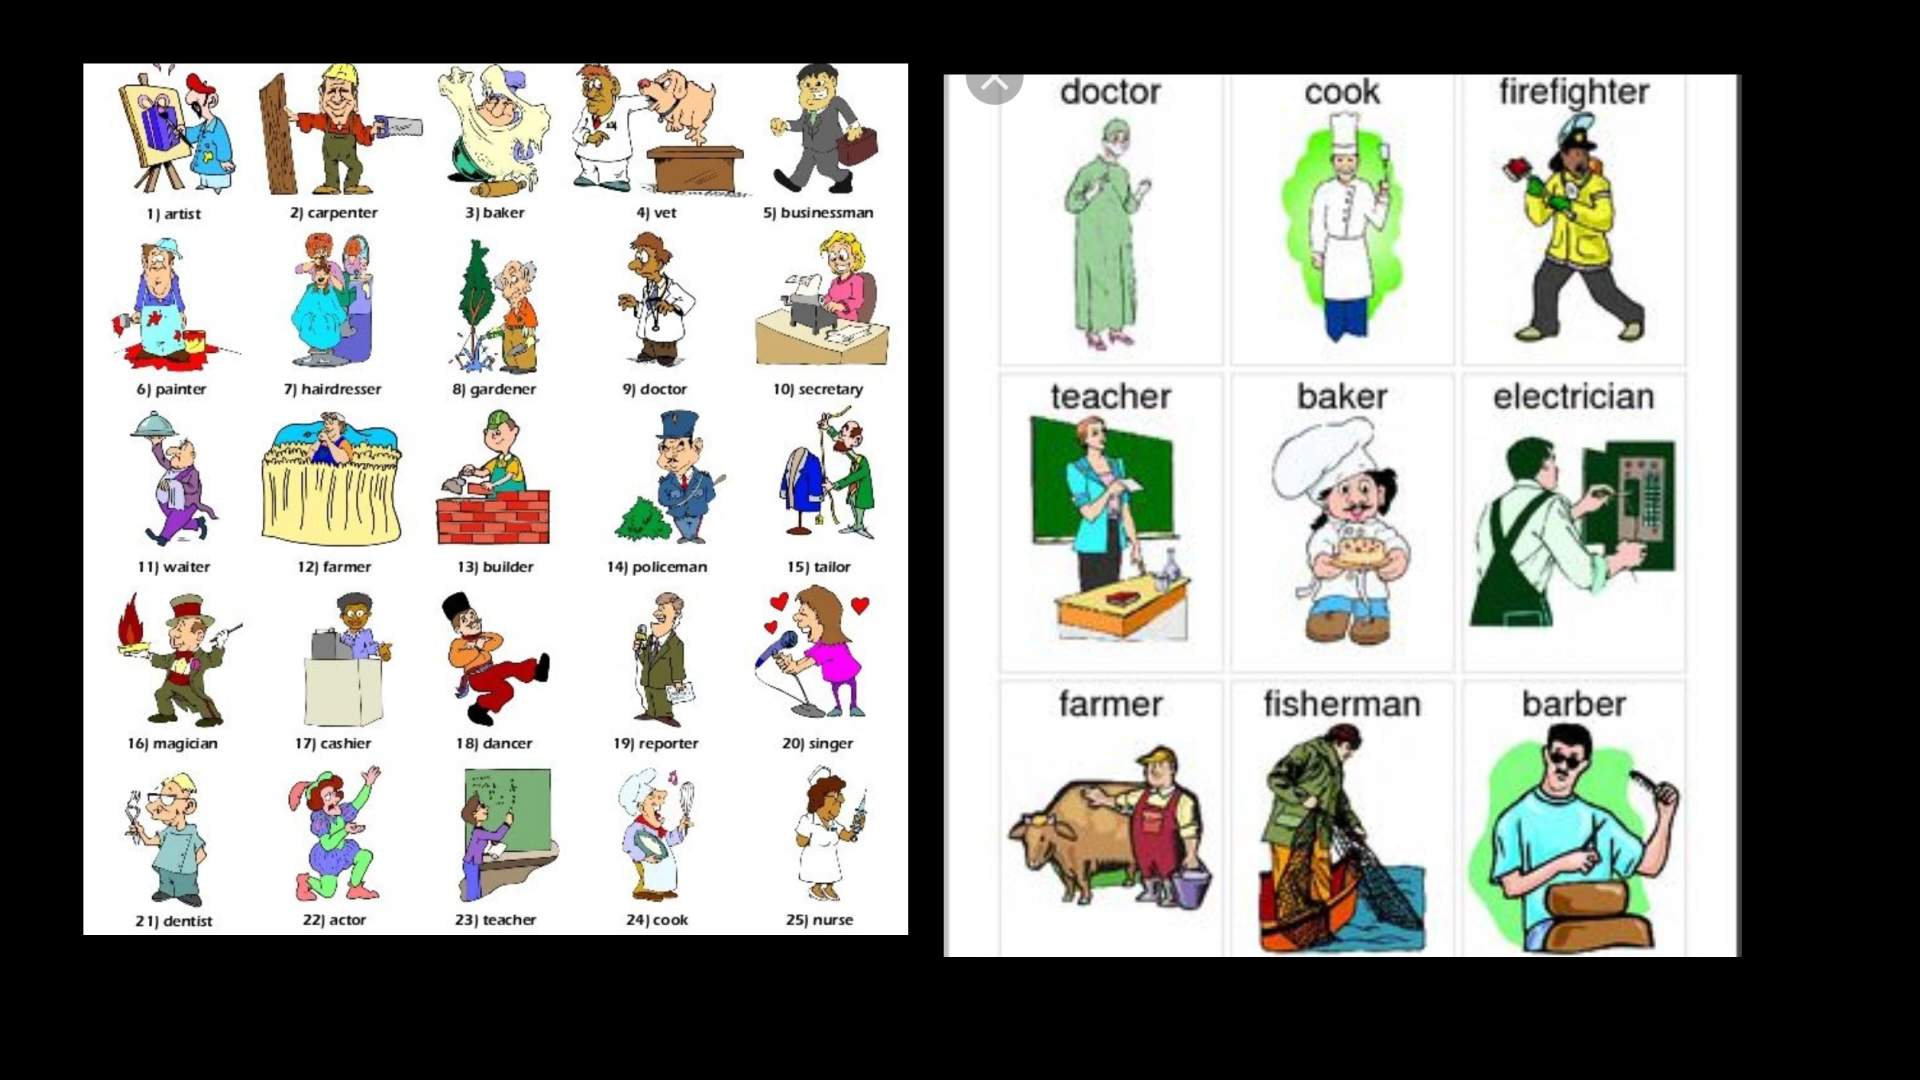 1) artist
2) carpenter
3) baker
4) vet
5) businessman
6) painter
7) hairdresser
8) gardener
9) doctor
10) secretary
11) waiter
12) farmer
13) builder
14) policeman
15) tailor
16) magician
17) cashier
18) dancer
19) reporter
20) singer
21) dentist
22) actor
23) teacher
24) cook
25) nurse
doctor
cook
firefighter
teacher
baker
electrician
farmer
fisherman
barber